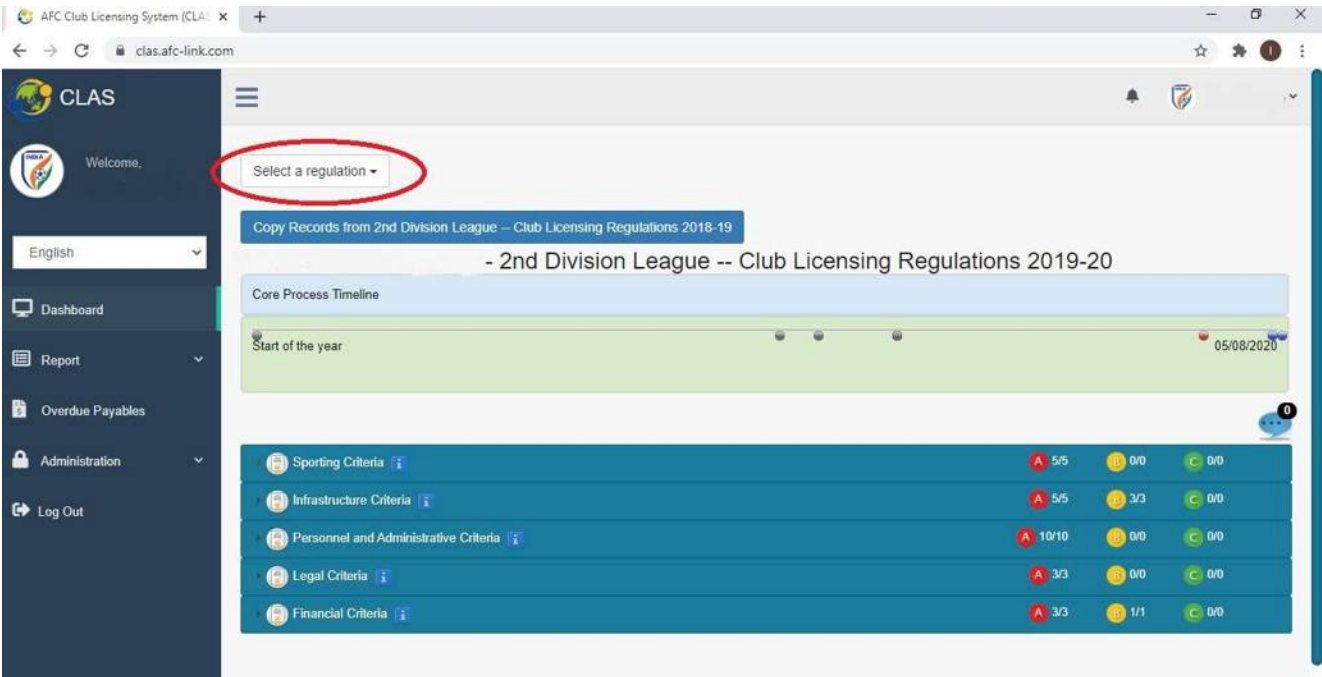 AFC Club Licensing System (CLA
clas.afc-link.com
I
CLAS
INDIA
Welcome,
English
Dashboard
Report
Overdue Payables
Administration
Log Out
Select a regulation
Copy Records from 2nd Division League -- Club Licensing Regulations 2018-19
- 2nd Division League -- Club Licensing Regulations 2019-20
Core Process Timeline
Start of the year 05/08/2020
0
Sporting Criteria i A 5/5 B 0/0 C 0/0
Infrastructure Criteria i A 5/5 B 3/3 C 0/0
Personnel and Administrative Criteria i A 10/10 B 0/0 C 0/0
Legal Criteria i A 3/3 B 0/0 C 0/0
Financial Criteria i A 3/3 B 1/1 C 0/0